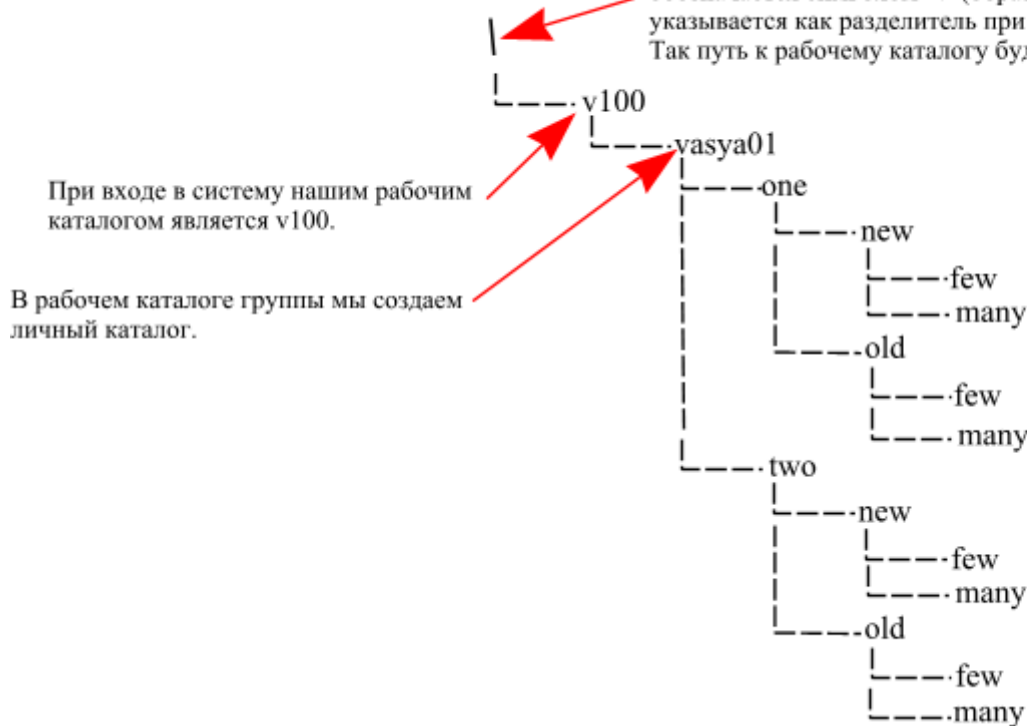 указывается как разделитель при
Так путь к рабочему каталогу
\
v100
vasya01
При входе в систему нашим рабочим
каталогом является v100.
one
new
few
many
В рабочем каталоге группы мы создаем
личный каталог.
old
few
many
two
new
few
many
old
few
many